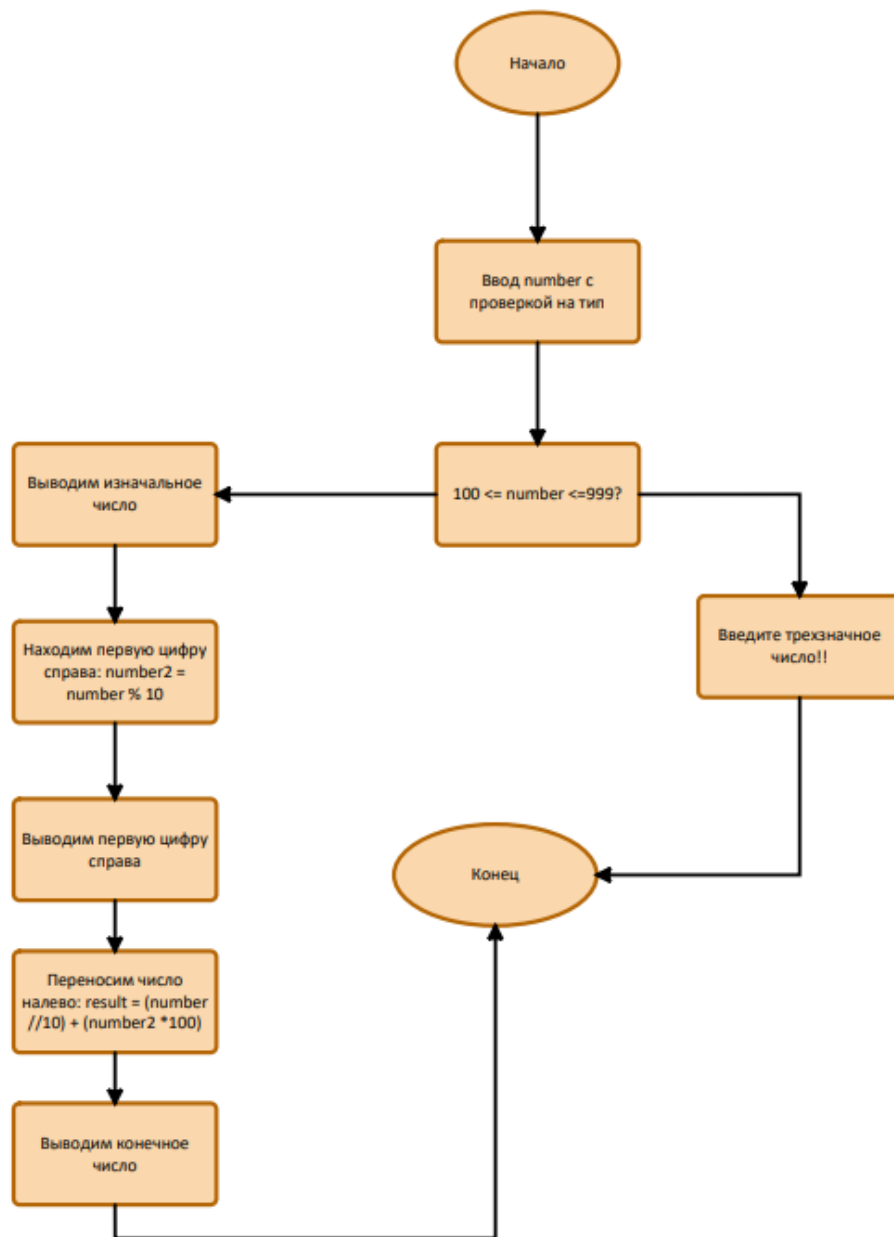 Начало
Ввод number с
проверкой на тип
100 <= number <=999?
Выводим изначальное
число
Находим первую цифру
справа: number2 =
number % 10
Выводим первую цифру
справа
Переносим число
налево: result = (number
//10) + (number2 *100)
Выводим конечное
число
Введите трехзначное
число!!
Конец